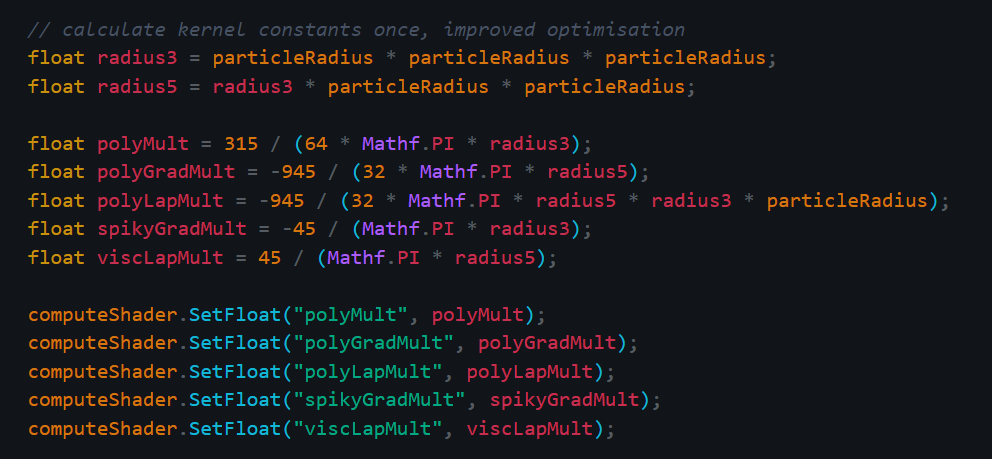 // calculate kernel constants once, improved optimisation
float radius3 = particleRadius * particleRadius * particleRadius;
float radius5 = radius3 * particleRadius * particleRadius;
float polyMult = 315 / (64 * Mathf.PI * radius3);
float polyGradMult = -945 / (32 * Mathf.PI * radius5);
float polyLapMult = -945 / (32 * Mathf.PI * radius5 * radius3 * particleRadius);
float spikyGradMult = -45 / (Mathf.PI * radius3);
float viscLapMult = 45 / (Mathf.PI * radius5);
computeShader.SetFloat("polyMult", polyMult);
computeShader.SetFloat("polyGradMult", polyGradMult);
computeShader.SetFloat("polyLapMult", polyLapMult);
computeShader.SetFloat("spikyGradMult", spikyGradMult);
computeShader.SetFloat("viscLapMult", viscLapMult);